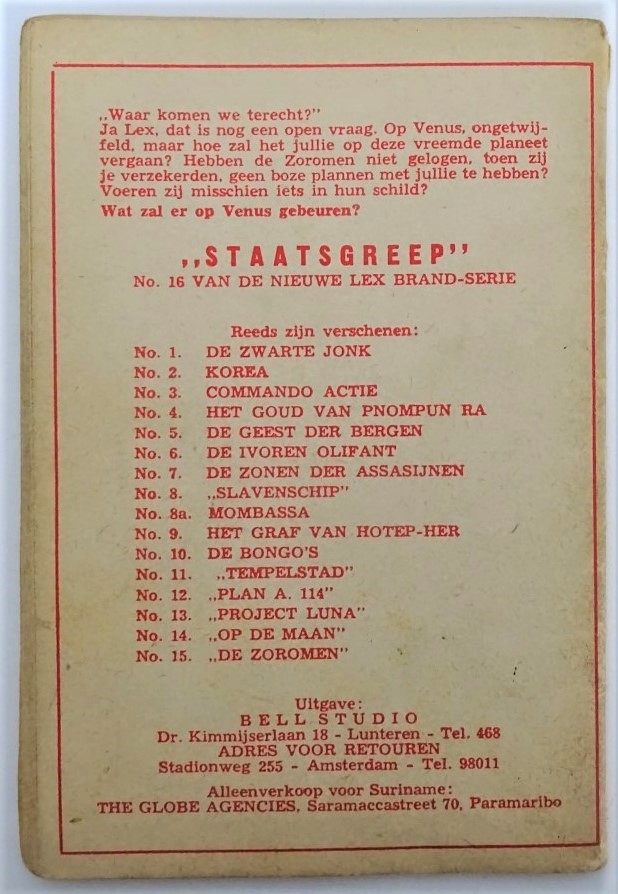 „Waar komen we terecht?”
Ja Lex, dat is nog een open vraag. Op Venus, ongetwij-
feld, maar hoe zal het jullie op deze vreemde planeet
vergaan? Hebben de Zoromen niet gelogen, toen zij
je verzekerden, geen boze plannen met jullie te hebben?
Voeren zij misschien iets in hun schild?
Wat zal er op Venus gebeuren?
„STAATSGREEP”
No. 16 VAN DE NIEUWE LEX BRAND-SERIE
Reeds zijn verschenen:
No. 1. DE ZWARTE JONK
No. 2. KOREA
No. 3. COMMANDO ACTIE
No. 4. HET GOUD VAN PNOMPUN RA
No. 5. DE GEEST DER BERGEN
No. 6. DE IVOREN OLIFANT
No. 7. DE ZONEN DER ASSASIJNEN
No. 8. „SLAVENSCHIP”
No. 8a. MOMBASSA
No. 9. HET GRAF VAN HOTEP-HER
No. 10. DE BONGO'S
No. 11. „TEMPELSTAD”
No. 12. „PLAN A. 114”
No. 13. „PROJECT LUNA”
No. 14. „OP DE MAAN”
No. 15. „DE ZOROMEN”
Uitgave:
BELL STUDIO
Dr. Kimmijserlaan 18 - Lunteren - Tel. 468
ADRES VOOR RETOUREN
Stadionweg 255 - Amsterdam - Tel. 98011
Alleenverkoop voor Suriname:
THE GLOBE AGENCIES, Saramaccastreet 70, Paramaribo